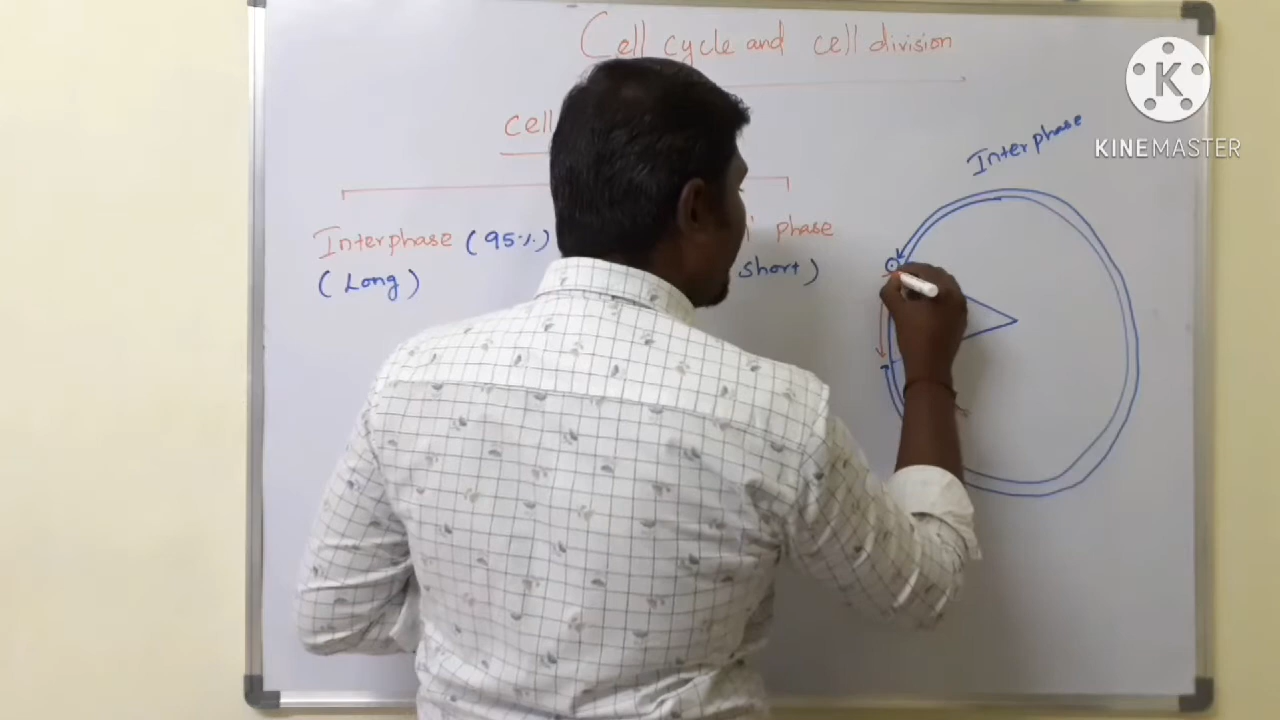 Cell cycle and cell division
cell
Interphase (95%) phase
(Long) short)
Interphase
K
KINEMASTER